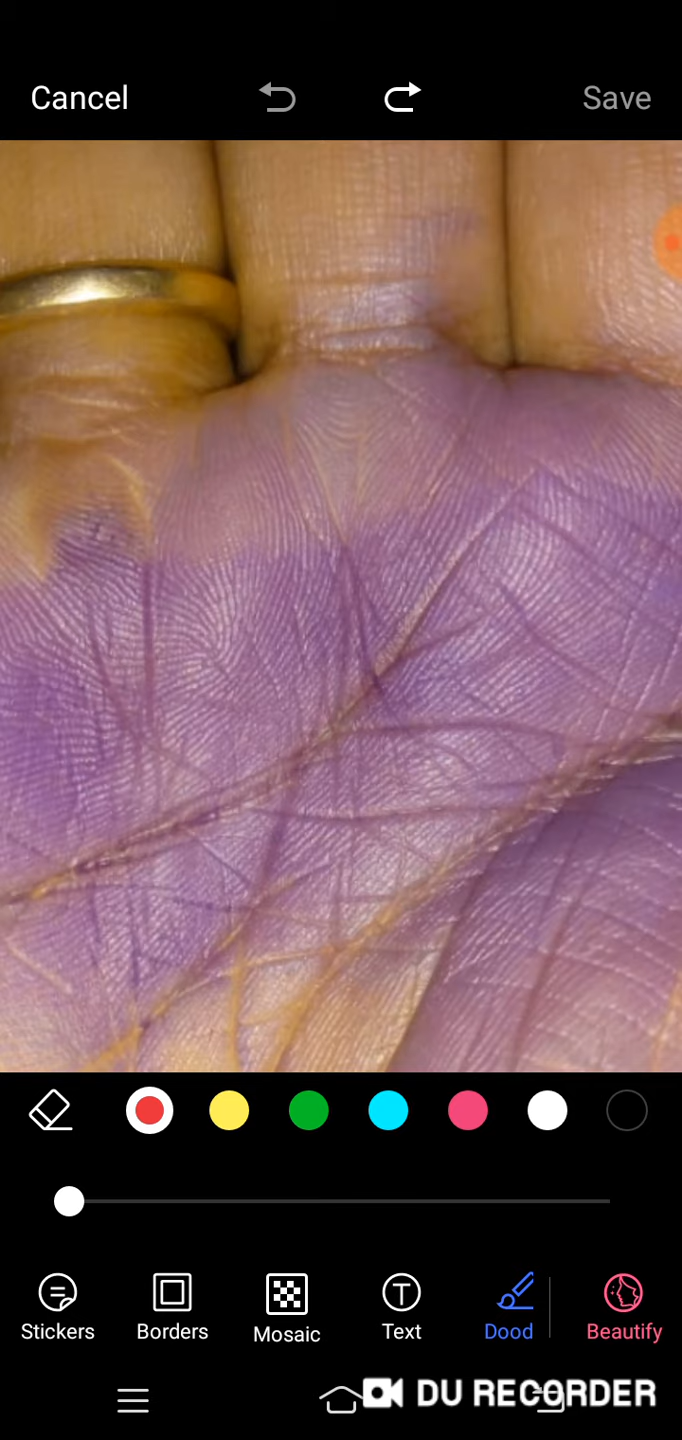 Cancel
Save
Stickers
Borders
Mosaic
Text
Dood
Beautify
DU RECORDER